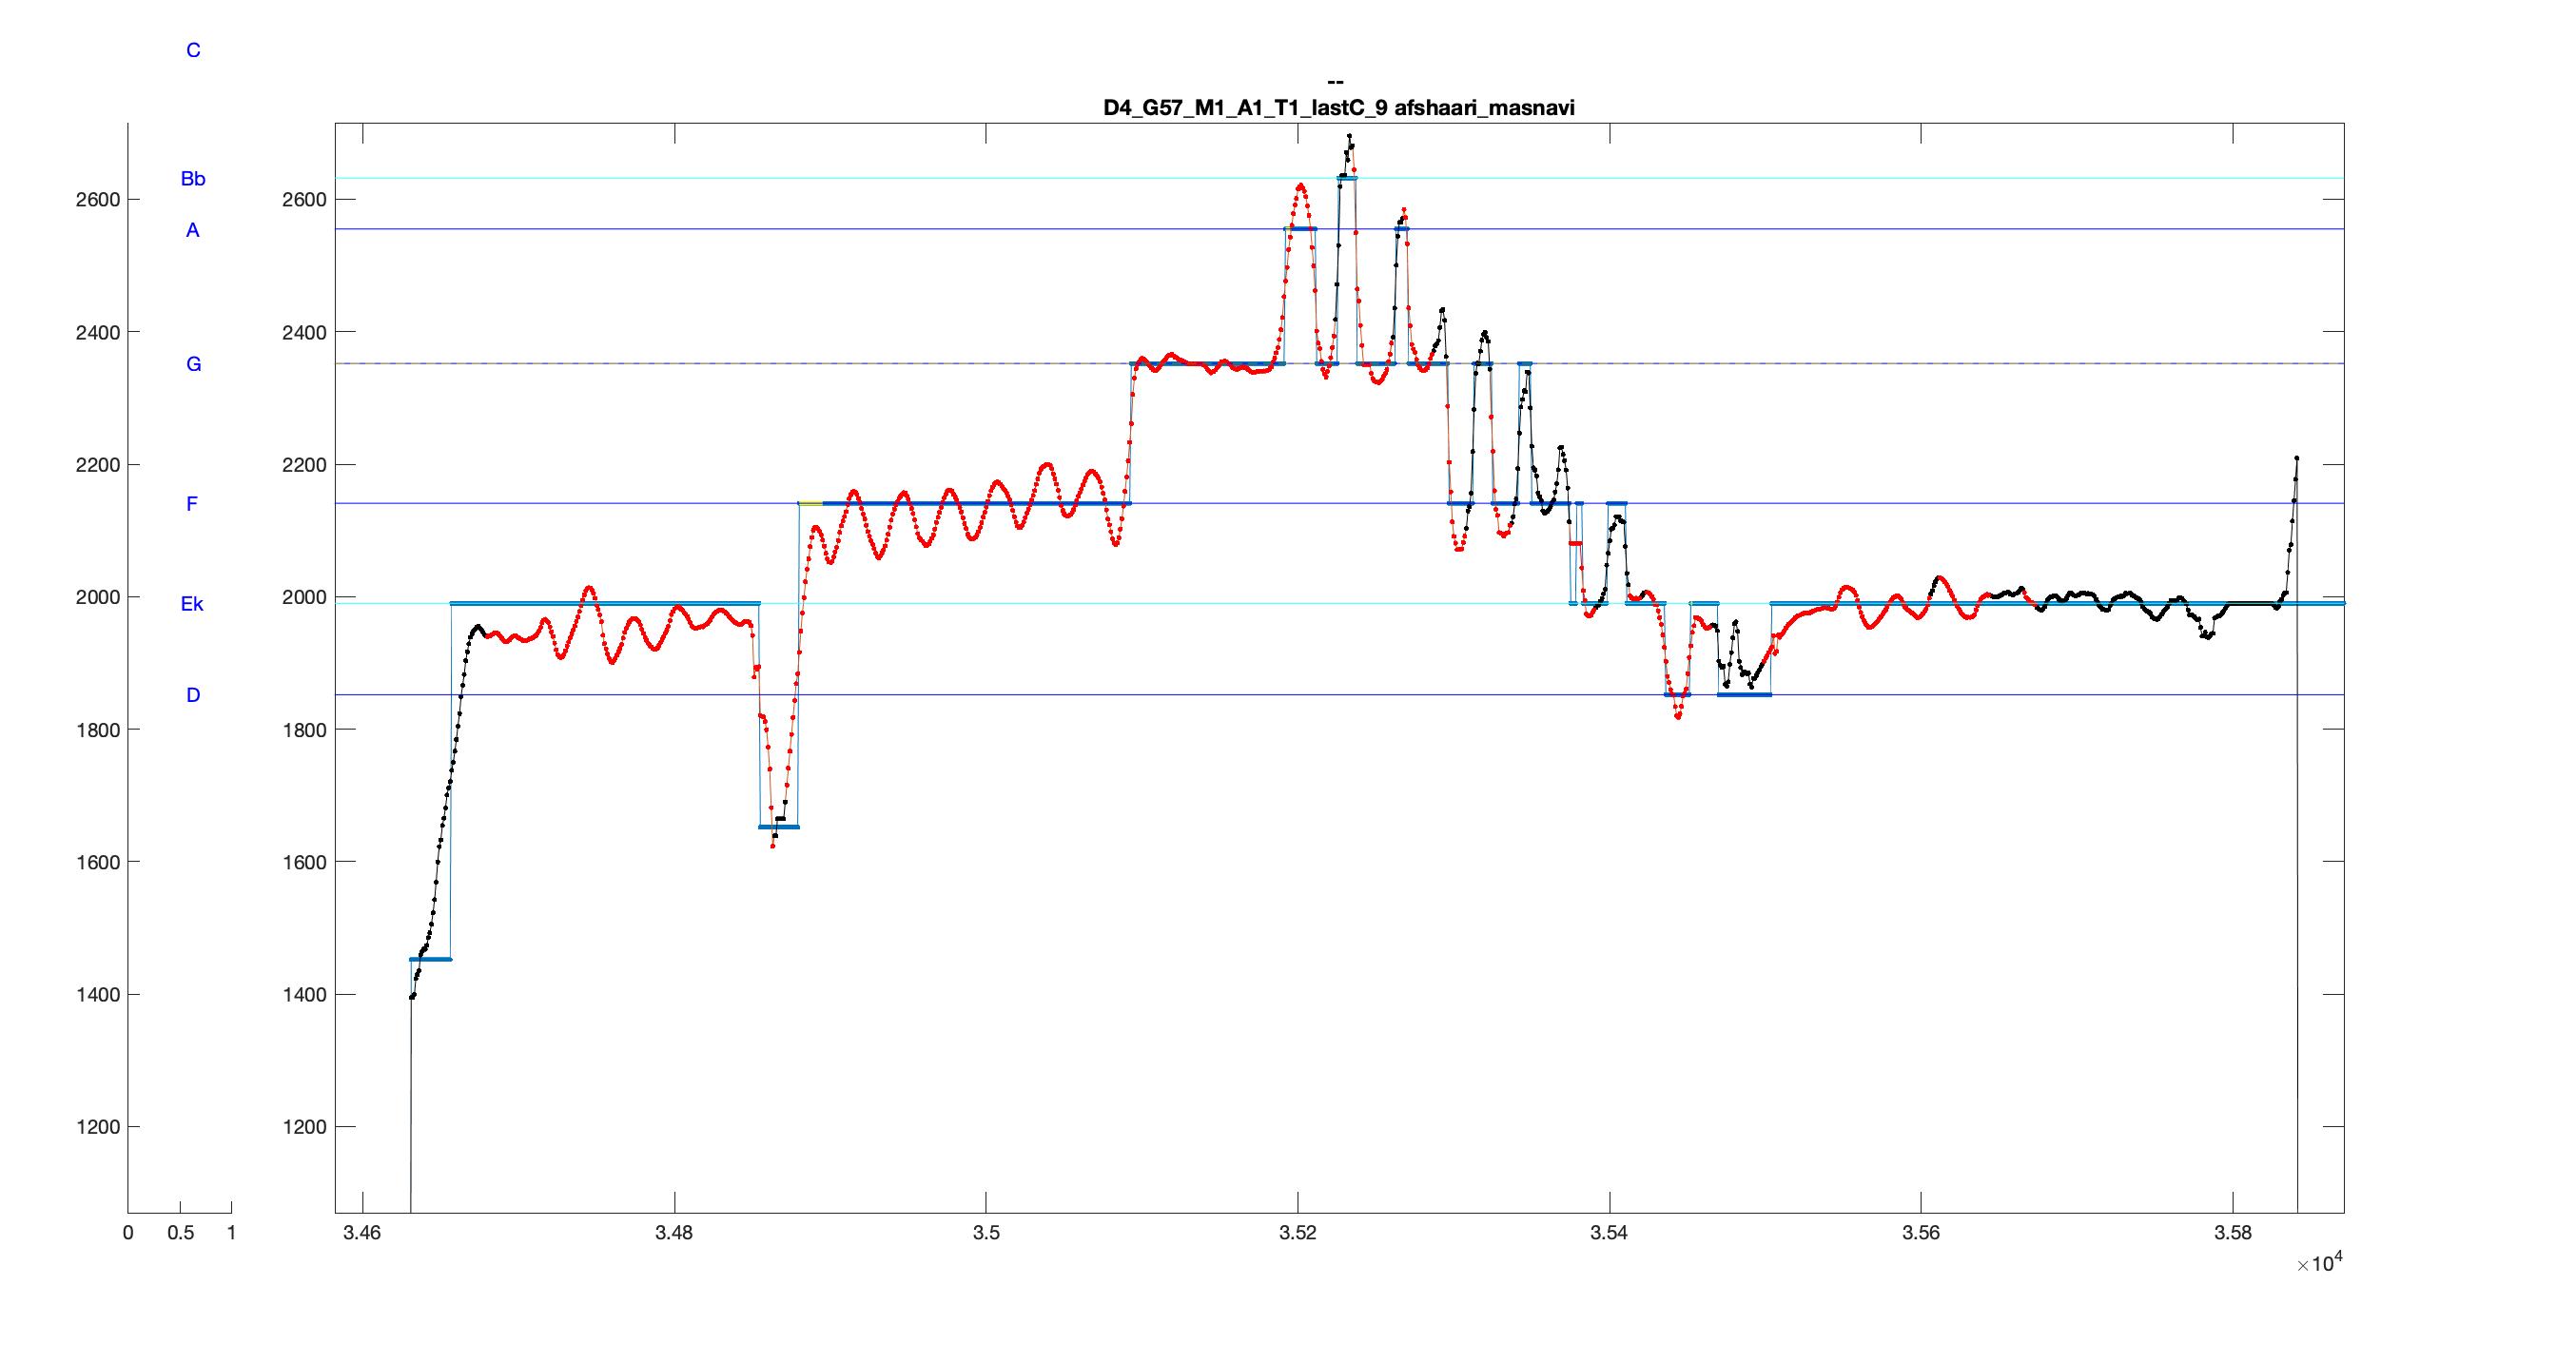 C
--
D4_G57_M1_A1_T1_lastC_9 afshaari_masnavi
Bb
2600 2600
A
2400 2400
G
2200 2200
F
2000 Ek 2000
D
1800 1800
1600 1600
1400 1400
1200 1200
0 0.5 1 3.46 3.48 3.5 3.52 3.54 3.56 3.58
×10⁴